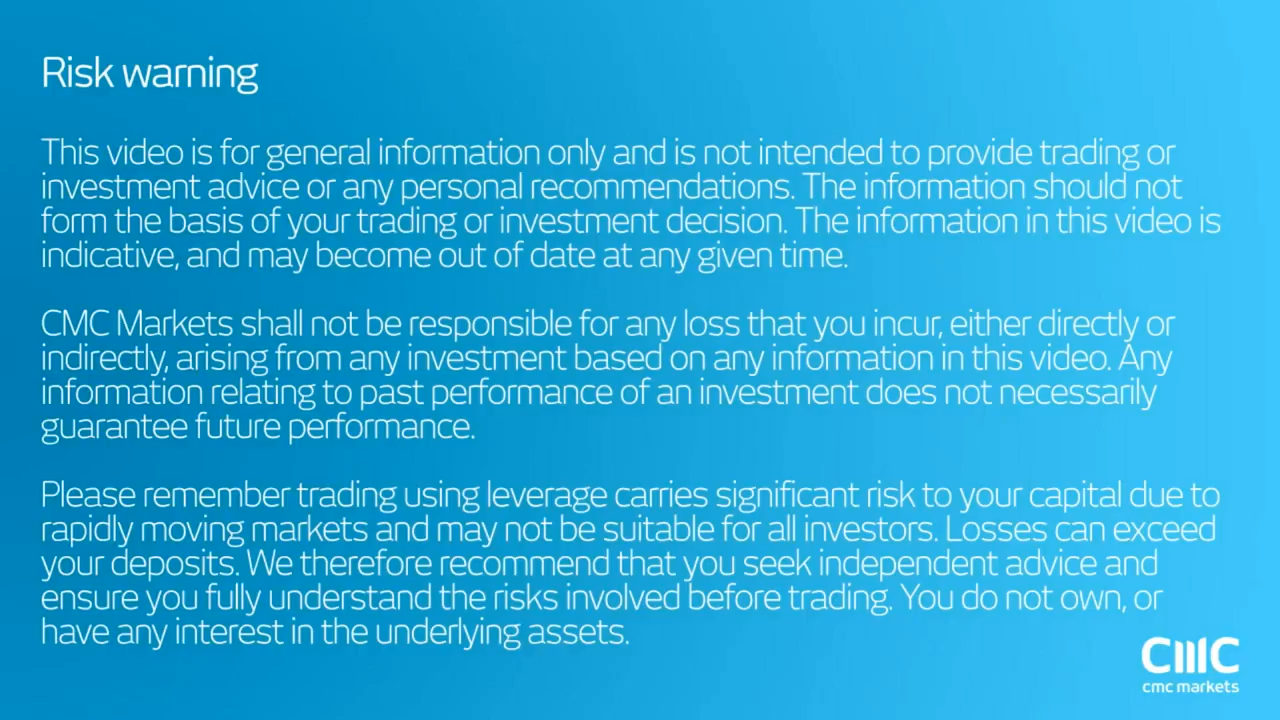 Risk warning
This video is for general information only and is not intended to provide trading or
investment advice or any personal recommendations. The information should not
form the basis of your trading or investment decision. The information in this video is
indicative, and may become out of date at any given time.
CMC Markets shall not be responsible for any loss that you incur, either directly or
indirectly, arising from any investment based on any information in this video. Any
information relating to past performance of an investment does not necessarily
guarantee future performance.
Please remember trading using leverage carries significant risk to your capital due to
rapidly moving markets and may not be suitable for all investors. Losses can exceed
your deposits. We therefore recommend that you seek independent advice and
ensure you fully understand the risks involved before trading. You do not own, or
have any interest in the underlying assets.
CMC
cmc markets